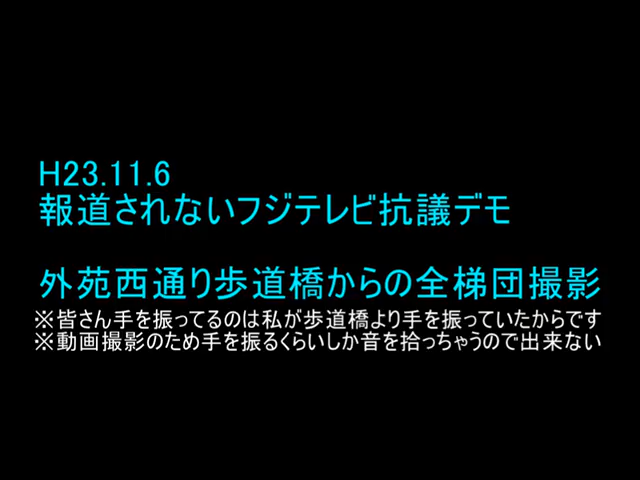 H23.11.6
報道されないフジテレビ抗議デモ
外苑西通り歩道橋からの全梯団撮影
※皆さん手を振ってるのは私が歩道橋より手を振っていたからです
※動画撮影のため手を振るくらいしか音を拾っちゃうので出来ない